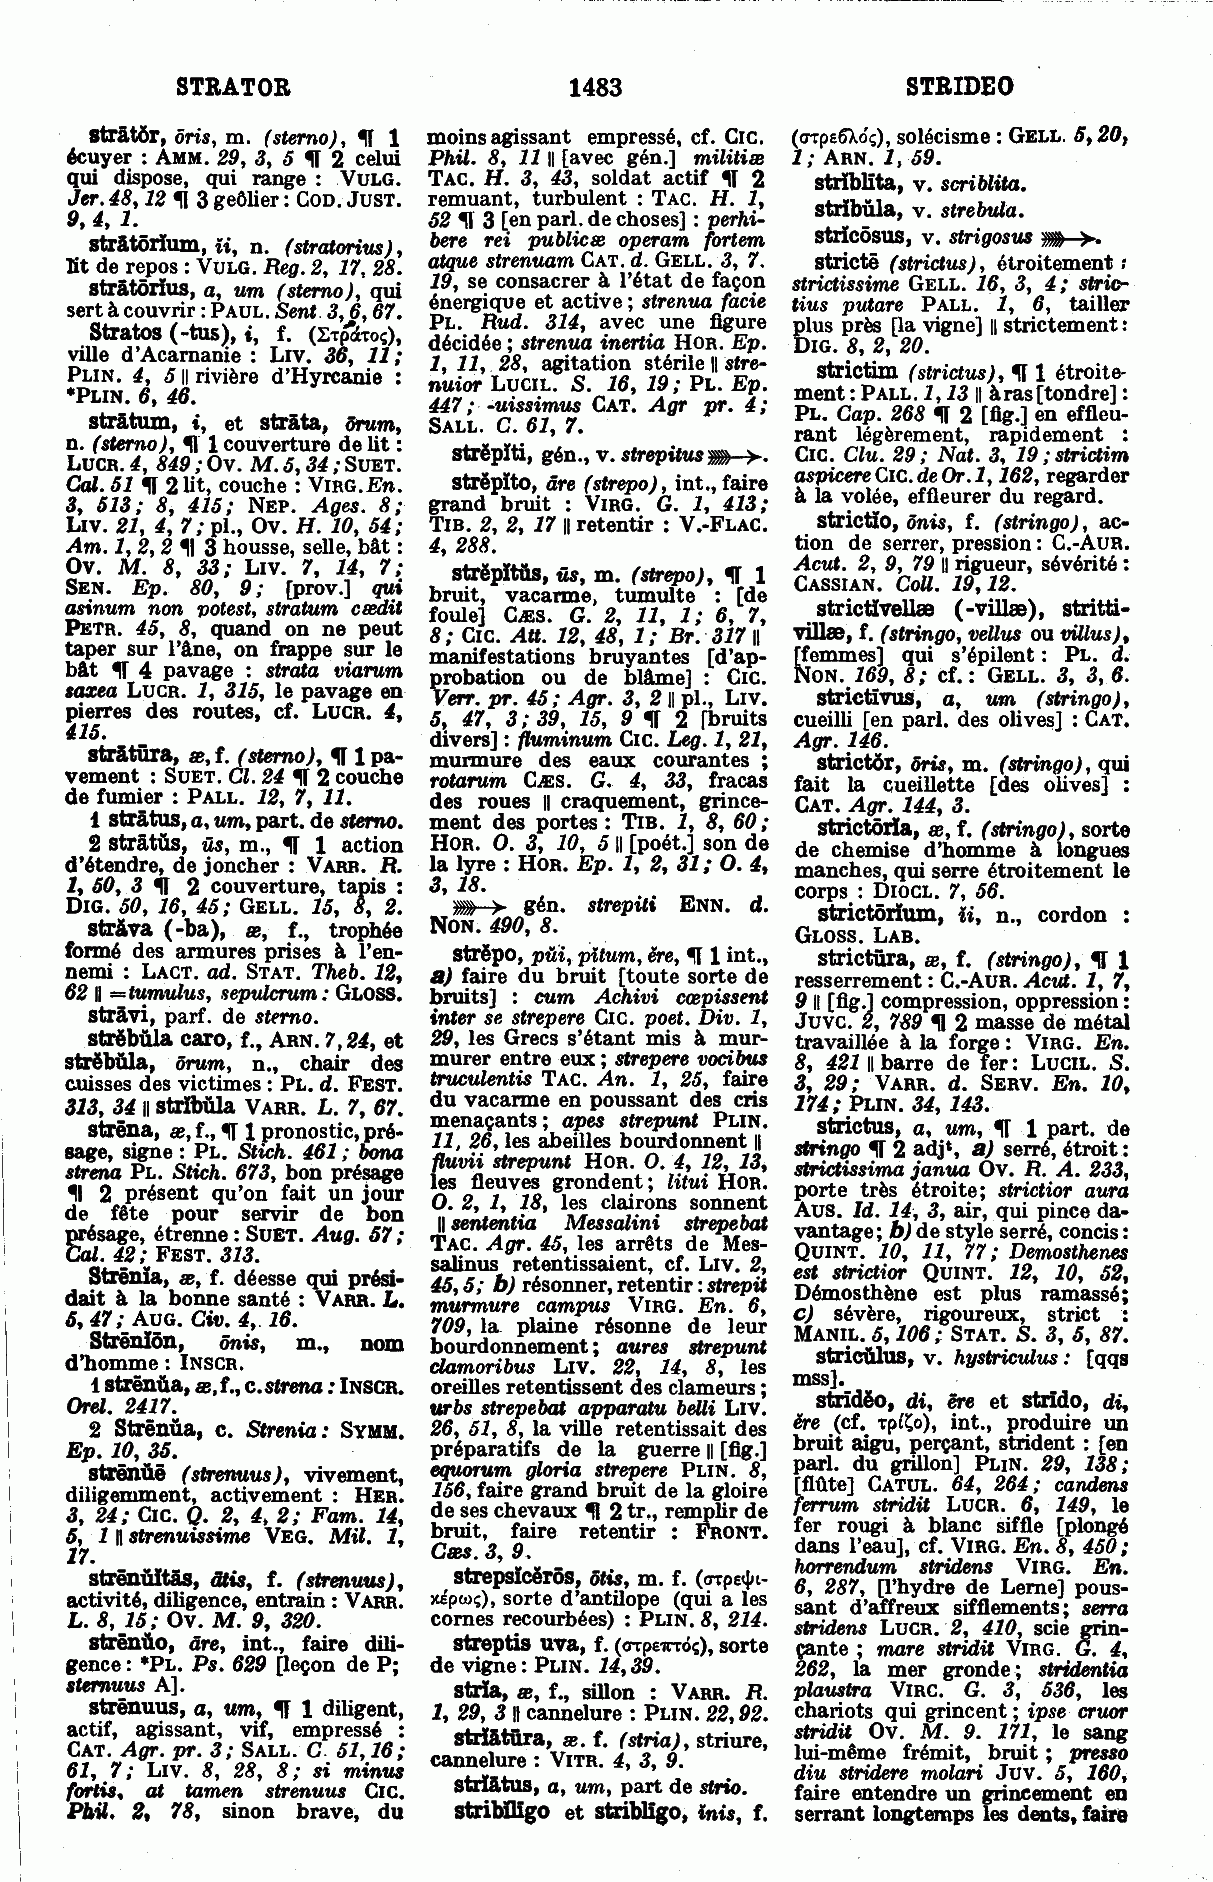 STRATOR
1483
STRIDEO
strātŏr, ōris, m. (sterno), ¶ 1
écuyer : AMM. 29, 3, 5 ¶ 2 celui
qui dispose, qui range : VULG.
Jer. 48, 12 ¶ 3 geôlier : COD. JUST.
9, 4, 1.
strātōrĭum, ii, n. (stratorius),
lit de repos : VULG. Reg. 2, 17, 28.
strātōrĭus, a, um (sterno), qui
sert à couvrir : PAUL. Sent. 3, 6, 67.
Stratos (-tus), i, f. (Στράτος),
ville d'Acarnanie : LIV. 36, 11 ;
PLIN. 4, 5 || rivière d'Hyrcanie :
*PLIN. 6, 46.
strātum, i, et strāta, ōrum,
n. (sterno), ¶ 1 couverture de lit :
LUCR. 4, 849 ; OV. M. 5, 34 ; SUET.
Cal. 51 ¶ 2 lit, couche : VIRG. En.
3, 513 ; 8, 415 ; NEP. Ages. 8 ;
LIV. 21, 4, 7 ; pl., OV. H. 10, 54 ;
Am. 1, 2, 2 ¶ 3 housse, selle, bât :
OV. M. 8, 33 ; LIV. 7, 14, 7 ;
SEN. Ep. 80, 9 ; [prov.] qui
asinum non potest, stratum cædit
PETR. 45, 8, quand on ne peut
taper sur l'âne, on frappe sur le
bât ¶ 4 pavage : strata viarum
saxea LUCR. 1, 315, le pavage en
pierres des routes, cf. LUCR. 4,
415.
strātūra, æ, f. (sterno), ¶ 1 pa-
vement : SUET. Cl. 24 ¶ 2 couche
de fumier : PALL. 12, 7, 11.
1 strātus, a, um, part. de sterno.
2 strātŭs, ūs, m., ¶ 1 action
d'étendre, de joncher : VARR. R.
1, 50, 3 ¶ 2 couverture, tapis :
DIG. 50, 16, 45 ; GELL. 15, 8, 2.
străva (-ba), æ, f., trophée
formé des armures prises à l'en-
nemi : LACT. ad. STAT. Theb. 12,
62 || =tumulus, sepulcrum : GLOSS.
strāvi, parf. de sterno.
strĕbŭla caro, f., ARN. 7, 24, et
strĕbŭla, ōrum, n., chair des
cuisses des victimes : PL. d. FEST.
313, 34 || strĭbŭla VARR. L. 7, 67.
strēna, æ, f., ¶ 1 pronostic, pré-
sage, signe : PL. Stich. 461 ; bona
strena PL. Stich. 673, bon présage
¶ 2 présent qu'on fait un jour
de fête pour servir de bon
présage, étrenne : SUET. Aug. 57 ;
Cal. 42 ; FEST. 313.
Strēnia, æ, f. déesse qui prési-
dait à la bonne santé : VARR. L.
5, 47 ; AUG. Civ. 4, 16.
Strēnĭōn, ōnis, m., nom
d'homme : INSCR.
1 strēnŭa, æ, f., c. strena : INSCR.
Orel. 2417.
2 Strēnŭa, c. Strenia : SYMM.
Ep. 10, 35.
strēnŭē (strenuus), vivement,
diligemment, activement : HER.
3, 24 ; CIC. Q. 2, 4, 2 ; Fam. 14,
5, 1 || strenuissime VEG. Mil. 1,
17.
strēnŭĭtās, ātis, f. (strenuus),
activité, diligence, entrain : VARR.
L. 8, 15 ; OV. M. 9, 320.
strēnŭo, āre, int., faire dili-
gence : *PL. Ps. 629 [leçon de P ;
sternuus A].
strēnuus, a, um, ¶ 1 diligent,
actif, agissant, vif, empressé :
CAT. Agr. pr. 3 ; SALL. C. 51, 16 ;
61, 7 ; LIV. 8, 28, 8 ; si minus
fortis, at tamen strenuus CIC.
Phil. 2, 78, sinon brave, du
moins agissant empressé, cf. CIC.
Phil. 8, 11 || [avec gén.] militiæ
TAC. H. 3, 43, soldat actif ¶ 2
remuant, turbulent : TAC. H. 1,
52 ¶ 3 [en parl. de choses] : perhi-
bere rei publicæ operam fortem
atque strenuam CAT. d. GELL. 3, 7.
19, se consacrer à l'état de façon
énergique et active ; strenua facie
PL. Rud. 314, avec une figure
décidée ; strenua inertia HOR. Ep.
1, 11, 28, agitation stérile || stre-
nuior LUCIL. S. 16, 19 ; PL. Ep.
447 ; -uissimus CAT. Agr pr. 4 ;
SALL. C. 61, 7.
strĕpĭti, gén., v. strepitus ⟫⟶.
strĕpĭto, āre (strepo), int., faire
grand bruit : VIRG. G. 1, 413 ;
TIB. 2, 2, 17 || retentir : V.-FLAC.
4, 288.
strĕpĭtŭs, ūs, m. (strepo), ¶ 1
bruit, vacarme, tumulte : [de
foule] CÆS. G. 2, 11, 1 ; 6, 7,
8 ; CIC. Att. 12, 48, 1 ; Br. 317 ||
manifestations bruyantes [d'ap-
probation ou de blâme] : CIC.
Verr. pr. 45 ; Agr. 3, 2 || pl., LIV.
5, 47, 3 ; 39, 15, 9 ¶ 2 [bruits
divers] : fluminum CIC. Leg. 1, 21,
murmure des eaux courantes ;
rotarum CÆS. G. 4, 33, fracas
des roues || craquement, grince-
ment des portes : TIB. 1, 8, 60 ;
HOR. O. 3, 10, 5 || [poét.] son de
la lyre : HOR. Ep. 1, 2, 31 ; O. 4,
3, 18.
⟫⟶ gén. strepiti ENN. d.
NON. 490, 8.
strĕpo, pŭi, pĭtum, ĕre, ¶ 1 int.,
a) faire du bruit [toute sorte de
bruits] : cum Achivi cœpissent
inter se strepere CIC. poet. Div. 1,
29, les Grecs s'étant mis à mur-
murer entre eux ; strepere vocibus
truculentis TAC. An. 1, 25, faire
du vacarme en poussant des cris
menaçants ; apes strepunt PLIN.
11, 26, les abeilles bourdonnent ||
fluvii strepunt HOR. O. 4, 12, 13,
les fleuves grondent ; litui HOR.
O. 2, 1, 18, les clairons sonnent
|| sententia Messalini strepebat
TAC. Agr. 45, les arrêts de Mes-
salinus retentissaient, cf. LIV. 2,
45, 5 ; b) résonner, retentir : strepit
murmure campus VIRG. En. 6,
709, la plaine résonne de leur
bourdonnement ; aures strepunt
clamoribus LIV. 22, 14, 8, les
oreilles retentissent des clameurs ;
urbs strepebat apparatu belli LIV.
26, 51, 8, la ville retentissait des
préparatifs de la guerre || [fig.]
equorum gloria strepere PLIN. 8,
156, faire grand bruit de la gloire
de ses chevaux ¶ 2 tr., remplir de
bruit, faire retentir : FRONT.
Cæs. 3, 9.
strepsĭcĕrōs, ōtis, m. f. (στρεψι-
κέρως), sorte d'antilope (qui a les
cornes recourbées) : PLIN. 8, 214.
streptis uva, f. (στρεπτός), sorte
de vigne : PLIN. 14, 39.
strĭa, æ, f., sillon : VARR. R.
1, 29, 3 || cannelure : PLIN. 22, 92.
strĭātūra, æ. f. (stria), striure,
cannelure : VITR. 4, 3, 9.
strĭātus, a, um, part de strio.
stribīlīgo et striblīgo, ĭnis, f.
(στρεβλός), solécisme : GELL. 5, 20,
1 ; ARN. 1, 59.
strīblīta, v. scriblita.
strĭbŭla, v. strebula.
strĭcōsus, v. strigosus ⟫⟶.
strictē (strictus), étroitement :
strictissime GELL. 16, 3, 4 ; stric-
tius putare PALL. 1, 6, tailler
plus près [la vigne] || strictement :
DIG. 8, 2, 20.
strictim (strictus), ¶ 1 étroite-
ment : PALL. 1, 13 || à ras [tondre] :
PL. Cap. 268 ¶ 2 [fig.] en effleu-
rant légèrement, rapidement :
CIC. Clu. 29 ; Nat. 3, 19 ; strictim
aspicere CIC. de Or. 1, 162, regarder
à la volée, effleurer du regard.
strictĭo, ōnis, f. (stringo), ac-
tion de serrer, pression : C.-AUR.
Acut. 2, 9, 79 || rigueur, sévérité :
CASSIAN. Coll. 19, 12.
strictĭvellæ (-villæ), stritti-
villæ, f. (stringo, vellus ou villus),
[femmes] qui s'épilent : PL. d.
NON. 169, 8 ; cf. : GELL. 3, 3, 6.
strictīvus, a, um (stringo),
cueilli [en parl. des olives] : CAT.
Agr. 146.
strictŏr, ōris, m. (stringo), qui
fait la cueillette [des olives] :
CAT. Agr. 144, 3.
strictōrĭa, æ, f. (stringo), sorte
de chemise d'homme à longues
manches, qui serre étroitement le
corps : DIOCL. 7, 56.
strictōrĭum, ĭi, n., cordon :
GLOSS. LAB.
strictūra, æ, f. (stringo), ¶ 1
resserrement : C.-AUR. Acut. 1, 7,
9 || [fig.] compression, oppression :
JUVC. 2, 789 ¶ 2 masse de métal
travaillée à la forge : VIRG. En.
8, 421 || barre de fer : LUCIL. S.
3, 29 ; VARR. d. SERV. En. 10,
174 ; PLIN. 34, 143.
strictus, a, um, ¶ 1 part. de
stringo ¶ 2 adjᵗ, a) serré, étroit :
strictissima janua OV. R. A. 233,
porte très étroite ; strictior aura
AUS. Id. 14, 3, air, qui pince da-
vantage ; b) de style serré, concis :
QUINT. 10, 11, 77 ; Demosthenes
est strictior QUINT. 12, 10, 52,
Démosthène est plus ramassé ;
c) sévère, rigoureux, strict :
MANIL. 5, 106 ; STAT. S. 3, 5, 87.
stricŭlus, v. hystriculus : [qqs
mss].
strīdĕo, di, ēre et strīdo, di,
ĕre (cf. τρίζο), int., produire un
bruit aigu, perçant, strident : [en
parl. du grillon] PLIN. 29, 138 ;
[flûte] CATUL. 64, 264 ; candens
ferrum stridit LUCR. 6, 149, le
fer rougi à blanc siffle [plongé
dans l'eau], cf. VIRG. En. 8, 450 ;
horrendum stridens VIRG. En.
6, 287, [l'hydre de Lerne] pous-
sant d'affreux sifflements ; serra
stridens LUCR. 2, 410, scie grin-
çante ; mare stridit VIRG. G. 4,
262, la mer gronde ; stridentia
plaustra VIRC. G. 3, 536, les
chariots qui grincent ; ipse cruor
stridit OV. M. 9. 171, le sang
lui-même frémit, bruit ; presso
diu stridere molari JUV. 5, 160,
faire entendre un grincement en
serrant longtemps les dents, faire